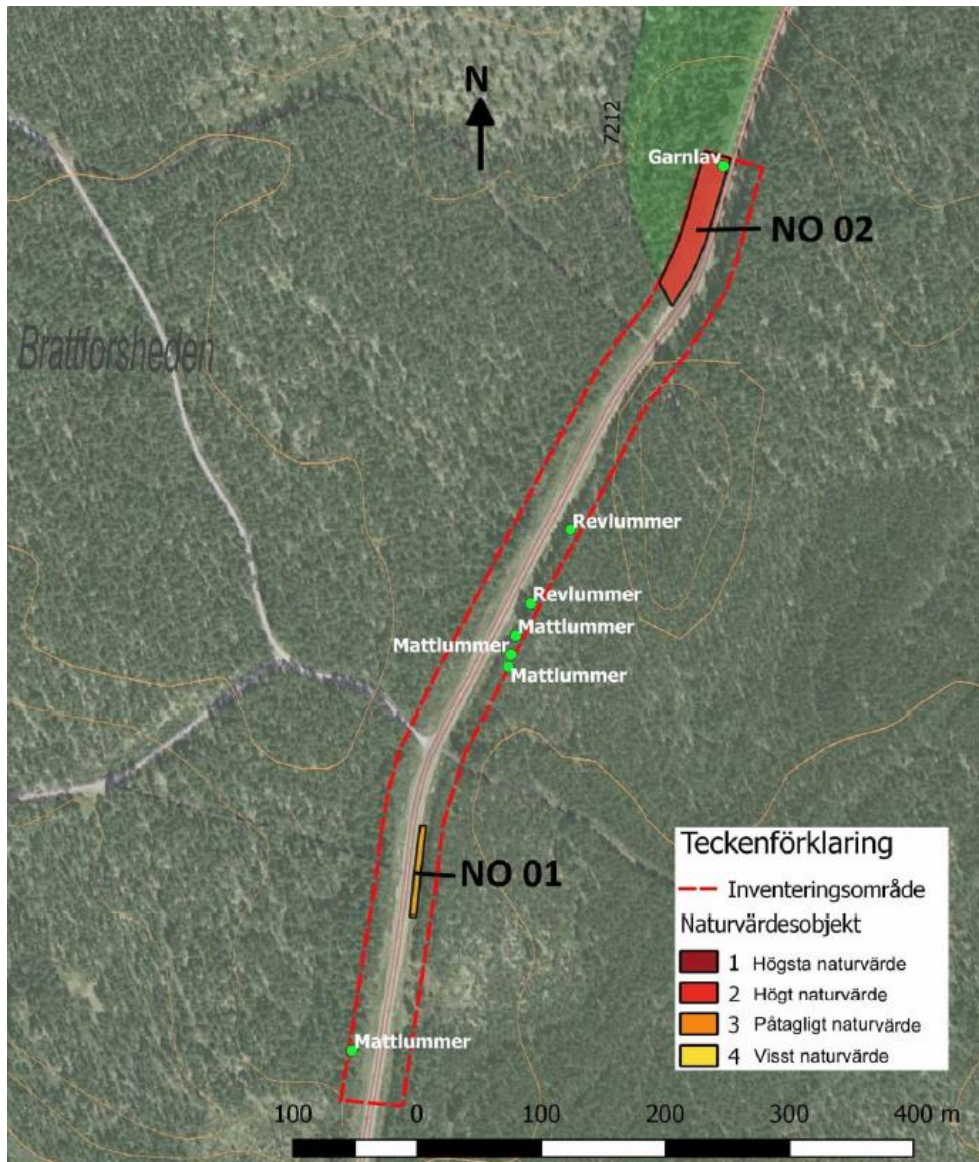 N
7212
Garnlav
NO 02
Brattforsheden
Revlummer
Revlummer
Mattlummer
Mattlummer
Mattlummer
NO 01
Mattlummer
Teckenförklaring
Inventeringsområde
Naturvärdesobjekt
1 Högsta naturvärde
2 Högt naturvärde
3 Påtagligt naturvärde
4 Visst naturvärde
100 0 100 200 300 400 m